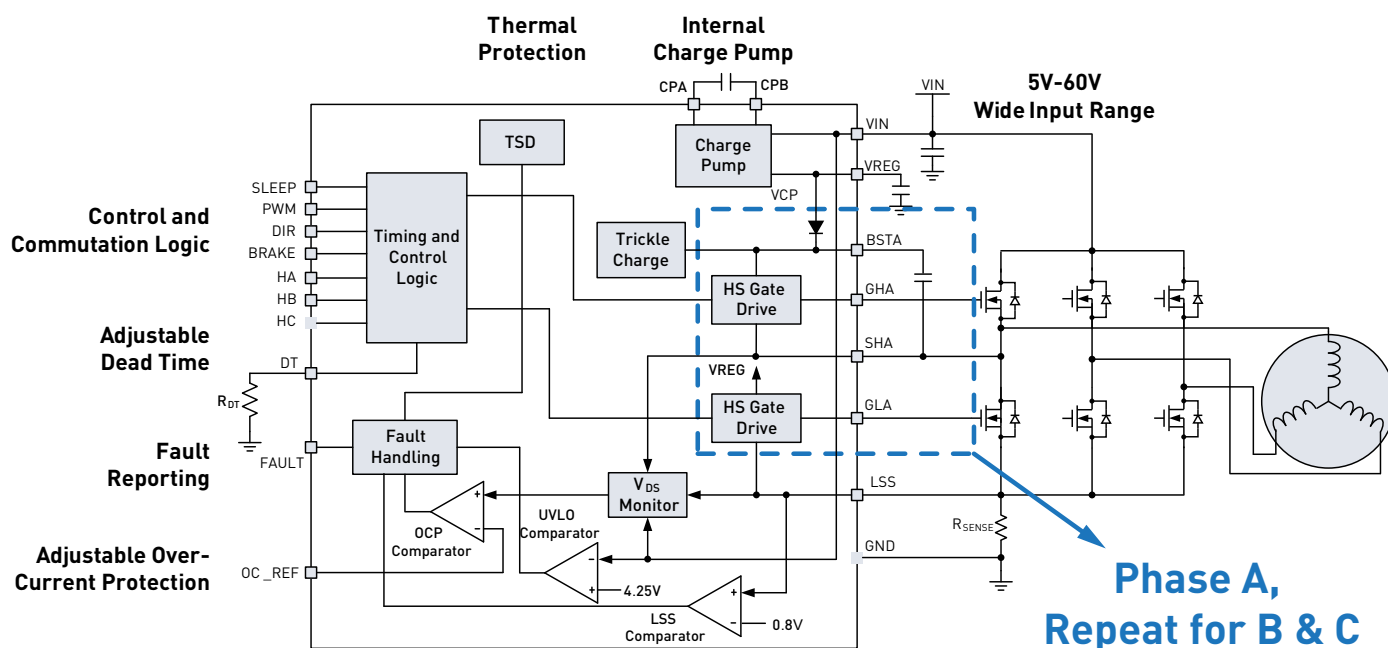 Thermal
Protection
Internal
Charge Pump
CPA
CPB
VIN
5V-60V
Wide Input Range
TSD
Charge
Pump
VIN
VREG
VCP
Control and
Commutation Logic
SLEEP
PWM
DIR
BRAKE
HA
HB
HC
Timing and
Control
Logic
Trickle
Charge
BSTA
HS Gate
Drive
GHA
Adjustable
Dead Time
DT
RDT
SHA
VREG
HS Gate
Drive
GLA
Fault
Reporting
FAULT
Fault
Handling
VDS
Monitor
LSS
+
−
OCP
Comparator
UVLO
Comparator
RSENSE
GND
Adjustable Over-
Current Protection
OC_REF
−
+
4.25V
LSS
Comparator
+
−
0.8V
Phase A,
Repeat for B & C